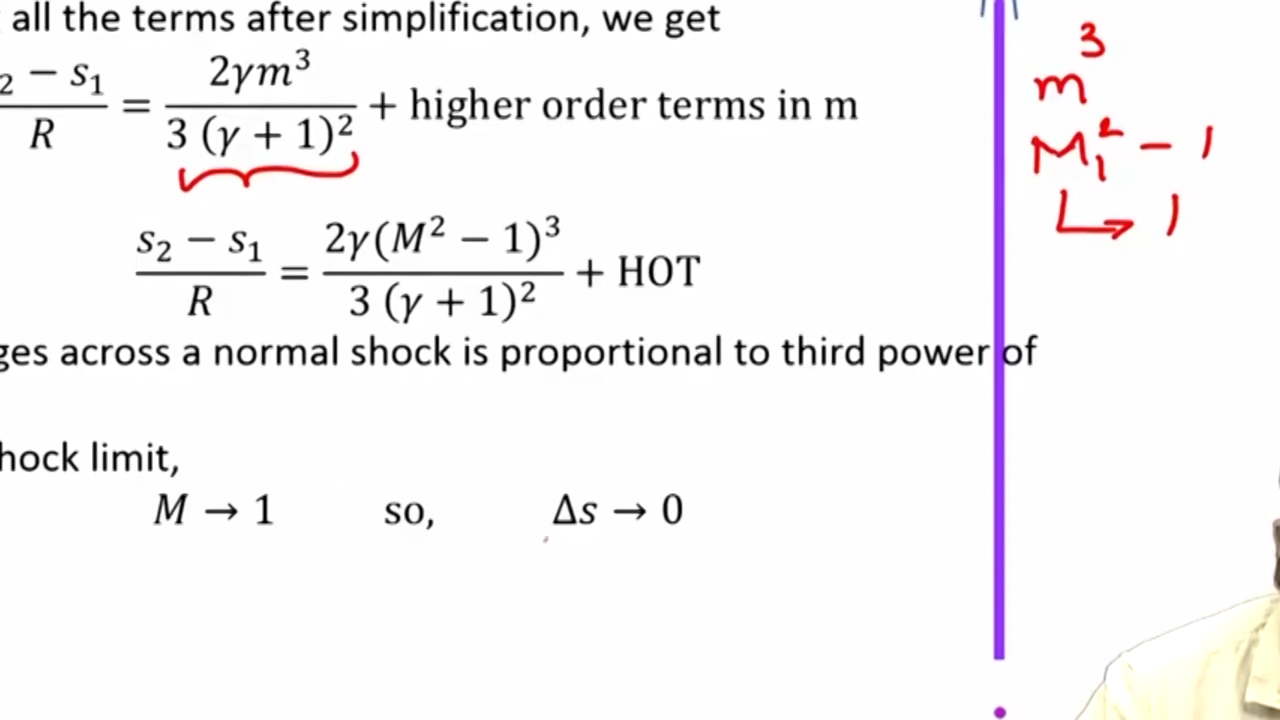 all the terms after simplification, we get
2 − s₁ / R = 2γm³ / 3 (γ + 1)² + higher order terms in m
s₂ − s₁ / R = 2γ(M² − 1)³ / 3 (γ + 1)² + HOT
ges across a normal shock is proportional to third power of
hock limit,
M → 1 so, Δs → 0
m³
M₁² − 1
↳ 1